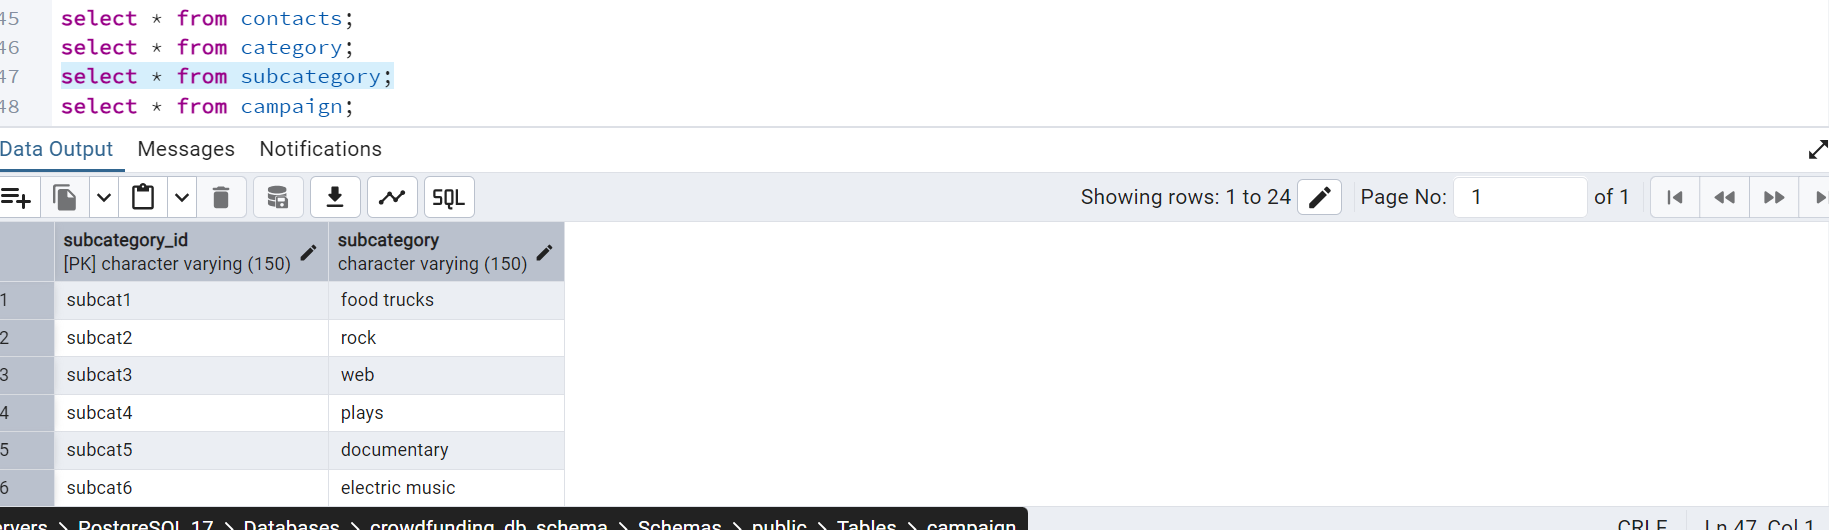 45 select * from contacts;
46 select * from category;
47 select * from subcategory;
48 select * from campaign;
Data Output Messages Notifications
SQL Showing rows: 1 to 24 Page No: 1 of 1
subcategory_id subcategory
[PK] character varying (150) character varying (150)
1 subcat1 food trucks
2 subcat2 rock
3 subcat3 web
4 subcat4 plays
5 subcat5 documentary
6 subcat6 electric music
ervers > PostgreSQL 17 > Databases > crowdfunding_db_schema > Schemas > public > Tables > campaign CRLF Ln 47, Col 1